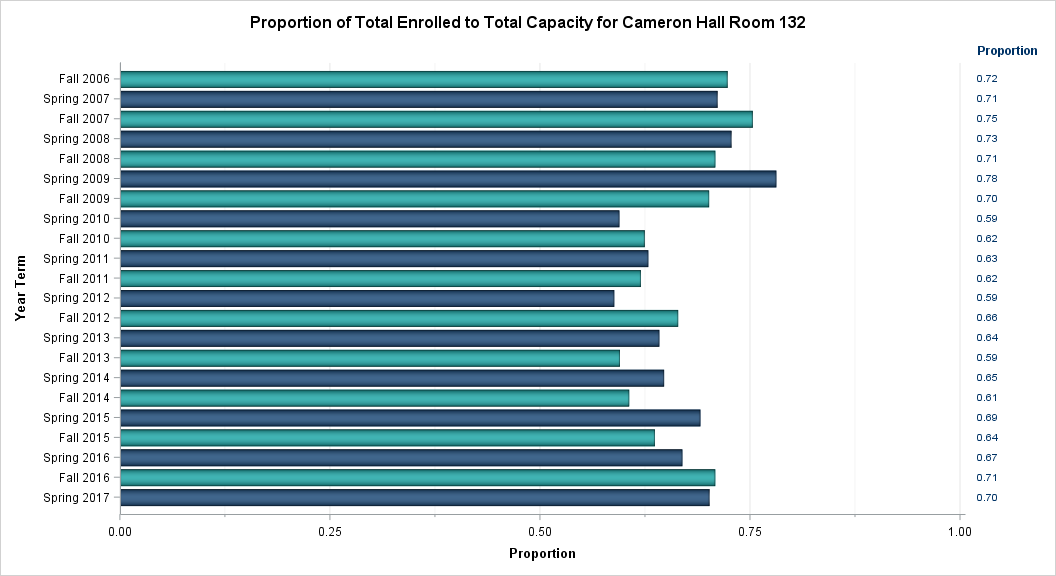 Proportion of Total Enrolled to Total Capacity for Cameron Hall Room 132
Proportion
Fall 2006 0.72
Spring 2007 0.71
Fall 2007 0.75
Spring 2008 0.73
Fall 2008 0.71
Spring 2009 0.78
Fall 2009 0.70
Spring 2010 0.59
Fall 2010 0.62
Spring 2011 0.63
Fall 2011 0.62
Spring 2012 0.59
Fall 2012 0.66
Spring 2013 0.64
Fall 2013 0.59
Spring 2014 0.65
Fall 2014 0.61
Spring 2015 0.69
Fall 2015 0.64
Spring 2016 0.67
Fall 2016 0.71
Spring 2017 0.70
Year Term
0.00 0.25 0.50 0.75 1.00
Proportion